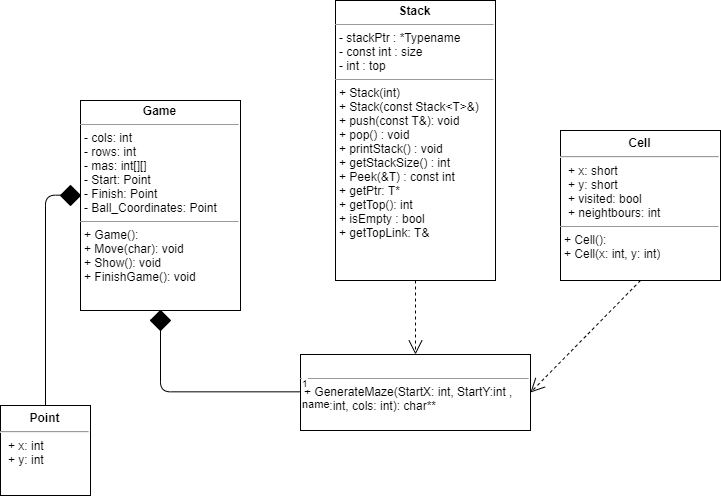 Stack
- stackPtr : *Typename
- const int : size
- int : top
+ Stack(int)
+ Stack(const Stack<T>&)
+ push(const T&): void
+ pop() : void
+ printStack() : void
+ getStackSize() : int
+ Peek(&T) : const int
+ getPtr: T*
+ getTop(): int
+ isEmpty : bool
+ getTopLink: T&
Game
- cols: int
- rows: int
- mas: int[][]
- Start: Point
- Finish: Point
- Ball_Coordinates: Point
+ Game():
+ Move(char): void
+ Show(): void
+ FinishGame(): void
Cell
+ x: short
+ y: short
+ visited: bool
+ neightbours: int
+ Cell():
+ Cell(x: int, y: int)
1
+ GenerateMaze(StartX: int, StartY:int ,
name:int, cols: int): char**
Point
+ x: int
+ y: int